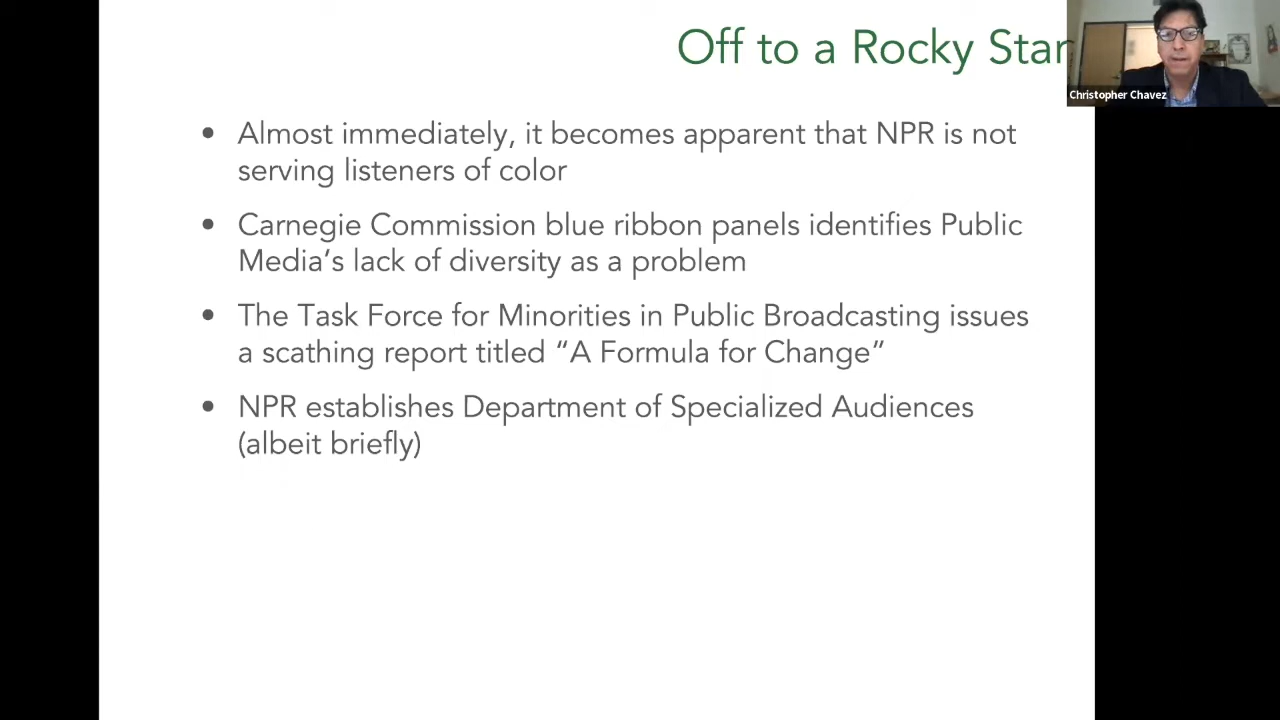 Off to a Rocky Star
Christopher Chavez
• Almost immediately, it becomes apparent that NPR is not
serving listeners of color
• Carnegie Commission blue ribbon panels identifies Public
Media’s lack of diversity as a problem
• The Task Force for Minorities in Public Broadcasting issues
a scathing report titled “A Formula for Change”
• NPR establishes Department of Specialized Audiences
(albeit briefly)